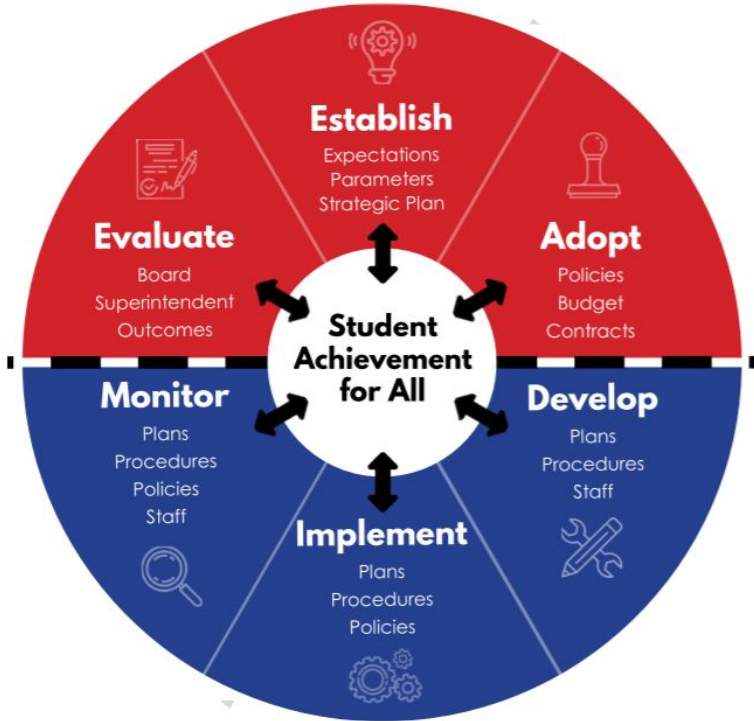 Establish
Expectations
Parameters
Strategic Plan
Adopt
Policies
Budget
Contracts
Develop
Plans
Procedures
Staff
Implement
Plans
Procedures
Policies
Monitor
Plans
Procedures
Policies
Staff
Evaluate
Board
Superintendent
Outcomes
Student
Achievement
for All